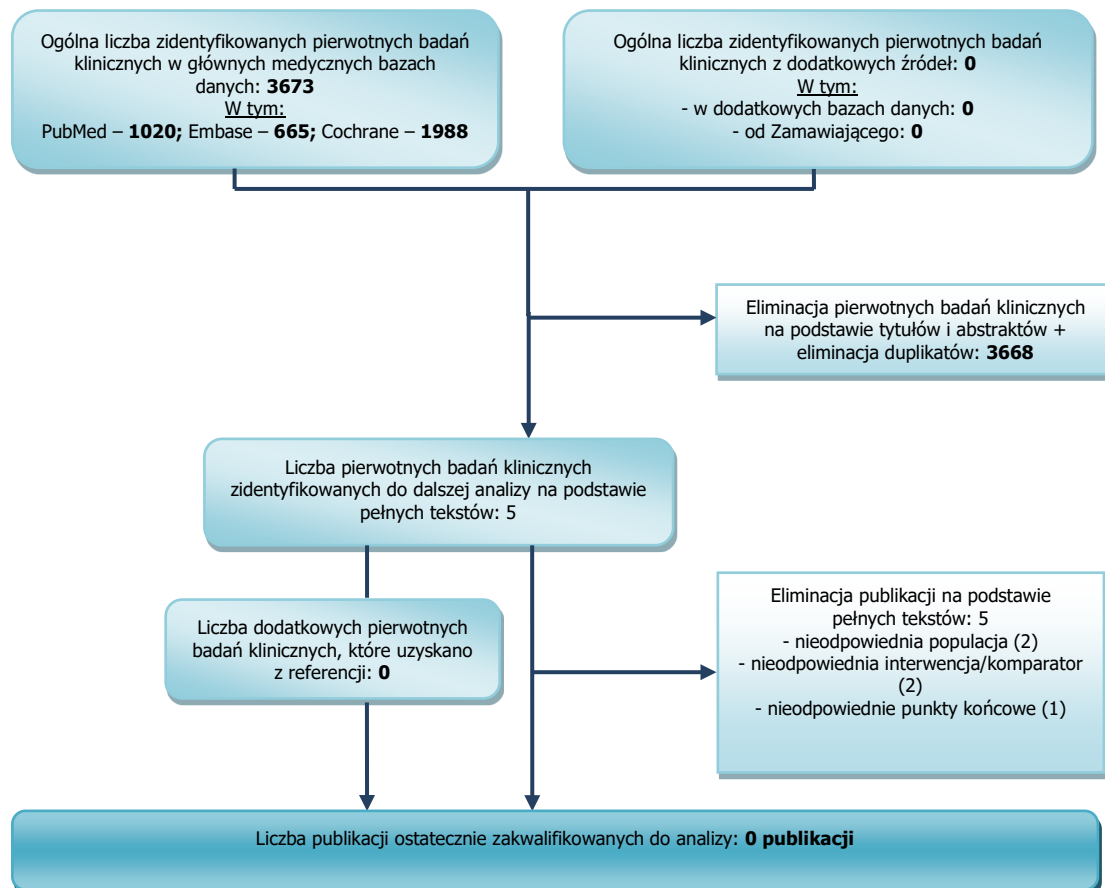 Ogólna liczba zidentyfikowanych pierwotnych badań
klinicznych w głównych medycznych bazach
danych: 3673
W tym:
PubMed – 1020; Embase – 665; Cochrane – 1988
Ogólna liczba zidentyfikowanych pierwotnych badań
klinicznych z dodatkowych źródeł: 0
W tym:
- w dodatkowych bazach danych: 0
- od Zamawiającego: 0
Eliminacja pierwotnych badań klinicznych
na podstawie tytułów i abstraktów +
eliminacja duplikatów: 3668
Liczba pierwotnych badań klinicznych
zidentyfikowanych do dalszej analizy na podstawie
pełnych tekstów: 5
Liczba dodatkowych pierwotnych
badań klinicznych, które uzyskano
z referencji: 0
Eliminacja publikacji na podstawie
pełnych tekstów: 5
- nieodpowiednia populacja (2)
- nieodpowiednia interwencja/komparator
(2)
- nieodpowiednie punkty końcowe (1)
Liczba publikacji ostatecznie zakwalifikowanych do analizy: 0 publikacji